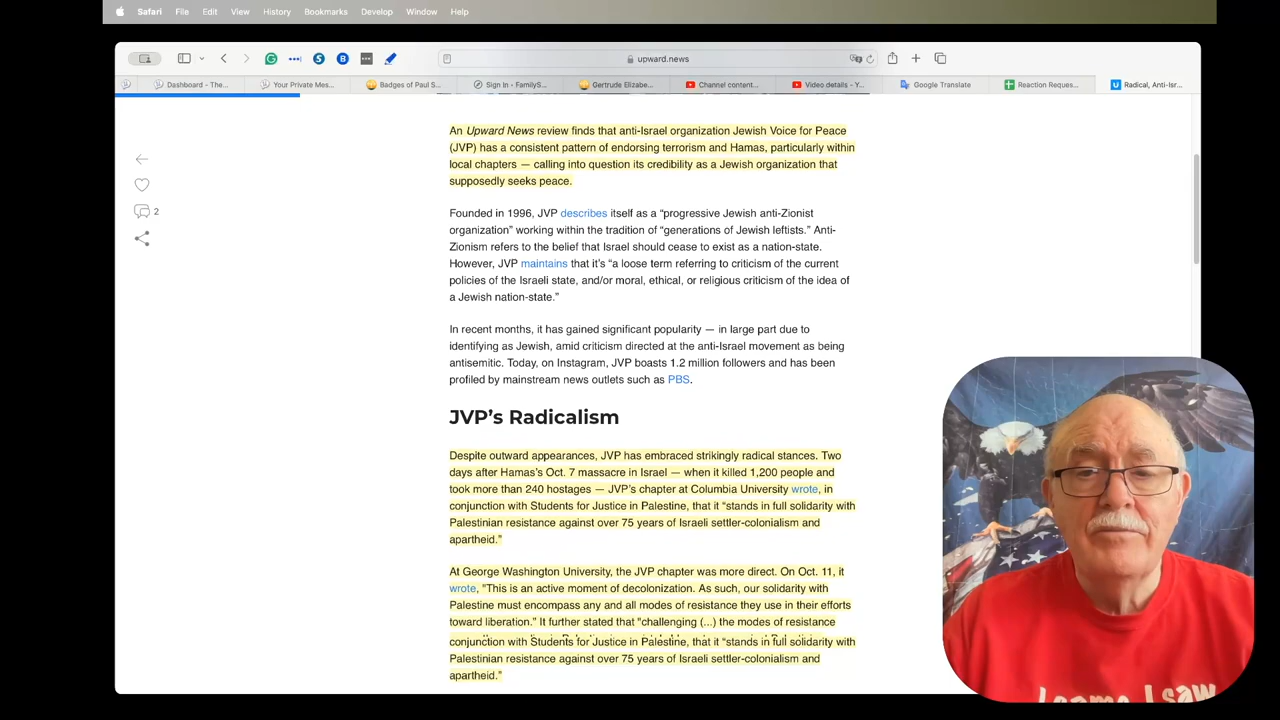 Safari File Edit View History Bookmarks Develop Window Help
upward.news
Dashboard - The... Your Private Mes... Badges of Paul S... Sign In - FamilyS... Gertrude Elizabe... Channel content... Video details - Y... Google Translate Reaction Reques... Radical, Anti-Isr...
An Upward News review finds that anti-Israel organization Jewish Voice for Peace
(JVP) has a consistent pattern of endorsing terrorism and Hamas, particularly within
local chapters — calling into question its credibility as a Jewish organization that
supposedly seeks peace.
2
Founded in 1996, JVP describes itself as a “progressive Jewish anti-Zionist
organization” working within the tradition of “generations of Jewish leftists.” Anti-
Zionism refers to the belief that Israel should cease to exist as a nation-state.
However, JVP maintains that it’s “a loose term referring to criticism of the current
policies of the Israeli state, and/or moral, ethical, or religious criticism of the idea of
a Jewish nation-state.”
In recent months, it has gained significant popularity — in large part due to
identifying as Jewish, amid criticism directed at the anti-Israel movement as being
antisemitic. Today, on Instagram, JVP boasts 1.2 million followers and has been
profiled by mainstream news outlets such as PBS.
JVP’s Radicalism
Despite outward appearances, JVP has embraced strikingly radical stances. Two
days after Hamas’s Oct. 7 massacre in Israel — when it killed 1,200 people and
took more than 240 hostages — JVP’s chapter at Columbia University wrote, in
conjunction with Students for Justice in Palestine, that it “stands in full solidarity with
Palestinian resistance against over 75 years of Israeli settler-colonialism and
apartheid.”
At George Washington University, the JVP chapter was more direct. On Oct. 11, it
wrote, “This is an active moment of decolonization. As such, our solidarity with
Palestine must encompass any and all modes of resistance they use in their efforts
toward liberation.” It further stated that “challenging (...) the modes of resistance
conjunction with Students for Justice in Palestine, that it “stands in full solidarity with
Palestinian resistance against over 75 years of Israeli settler-colonialism and
apartheid.”
I saw